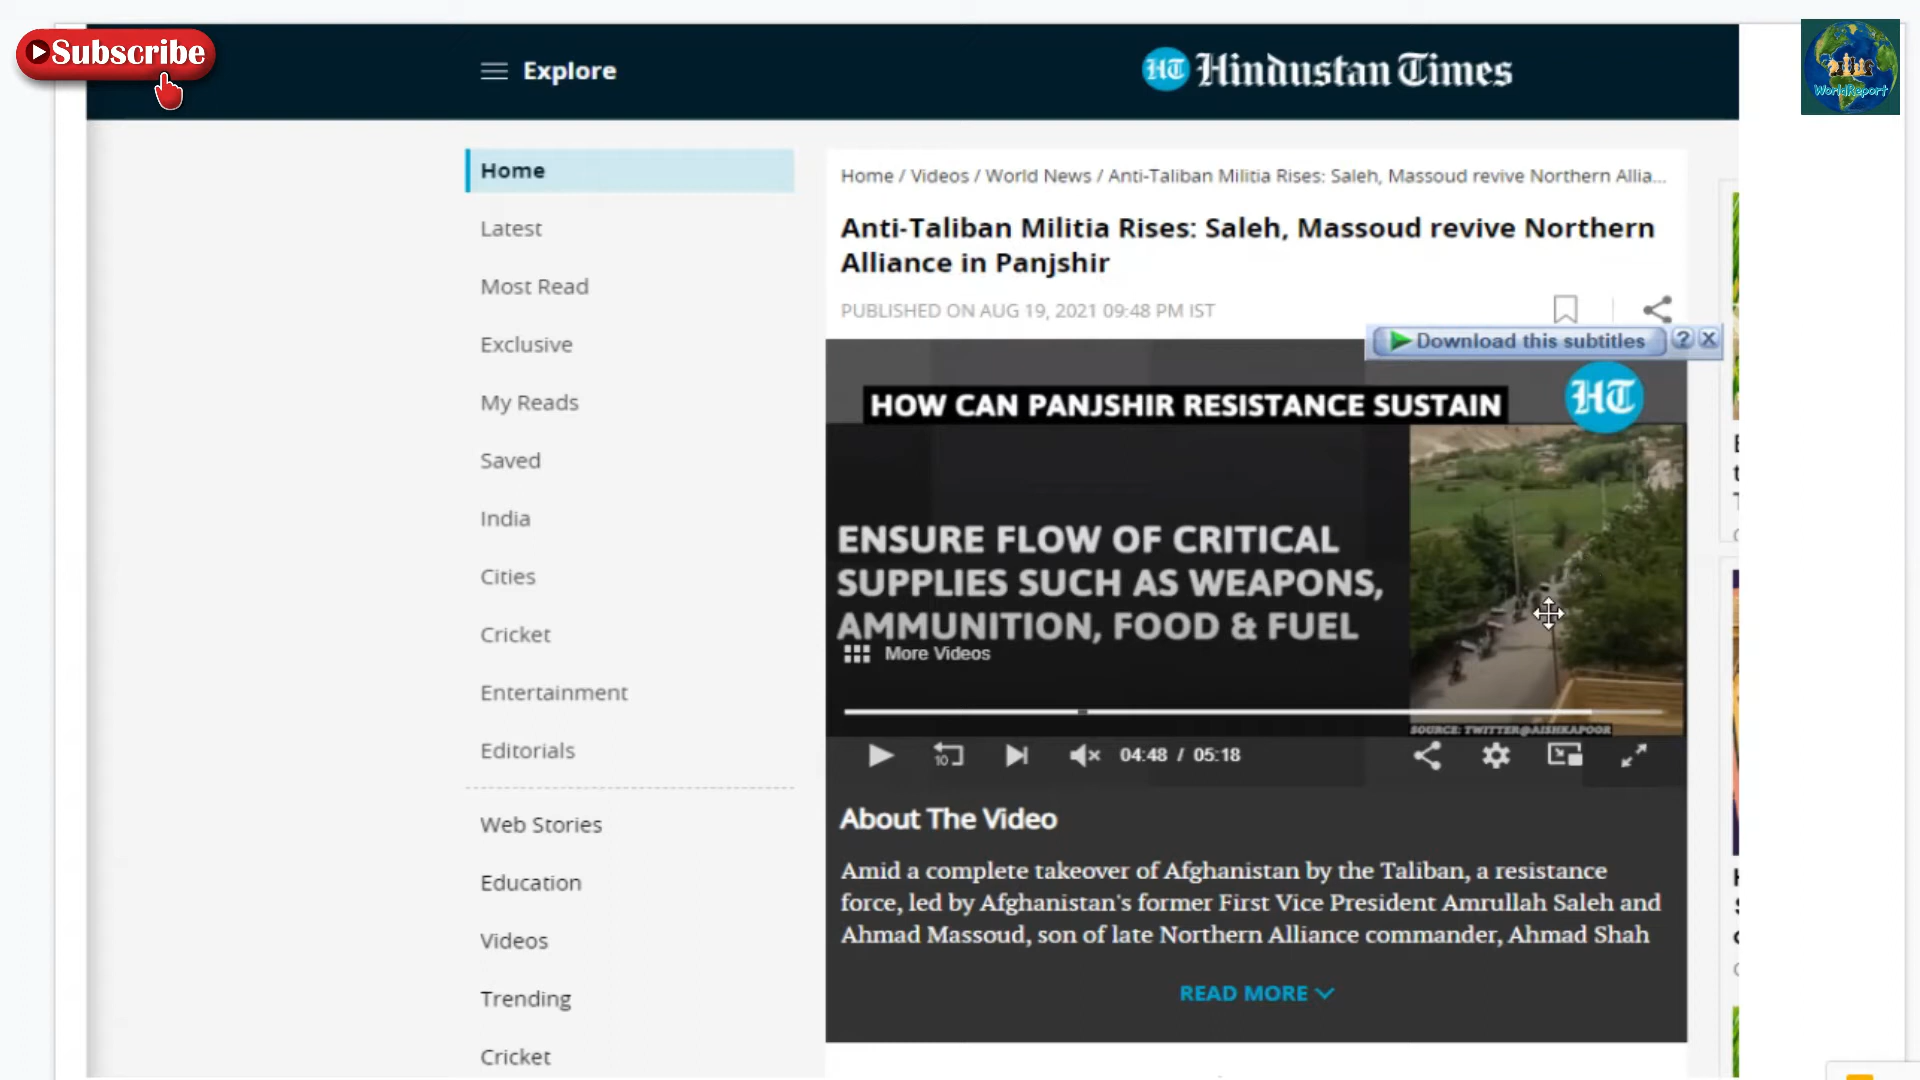 Subscribe
Explore
HT Hindustan Times
WorldReport
Home
Latest
Most Read
Exclusive
My Reads
Saved
India
Cities
Cricket
Entertainment
Editorials
Web Stories
Education
Videos
Trending
Cricket
Home / Videos / World News / Anti-Taliban Militia Rises: Saleh, Massoud revive Northern Allia...
Anti-Taliban Militia Rises: Saleh, Massoud revive Northern
Alliance in Panjshir
PUBLISHED ON AUG 19, 2021 09:48 PM IST
Download this subtitles ? X
HOW CAN PANJSHIR RESISTANCE SUSTAIN
HT
ENSURE FLOW OF CRITICAL
SUPPLIES SUCH AS WEAPONS,
AMMUNITION, FOOD & FUEL
More Videos
SOURCE: TWITTER@AISHKAPOOR
10
04:48 / 05:18
About The Video
Amid a complete takeover of Afghanistan by the Taliban, a resistance
force, led by Afghanistan's former First Vice President Amrullah Saleh and
Ahmad Massoud, son of late Northern Alliance commander, Ahmad Shah
READ MORE